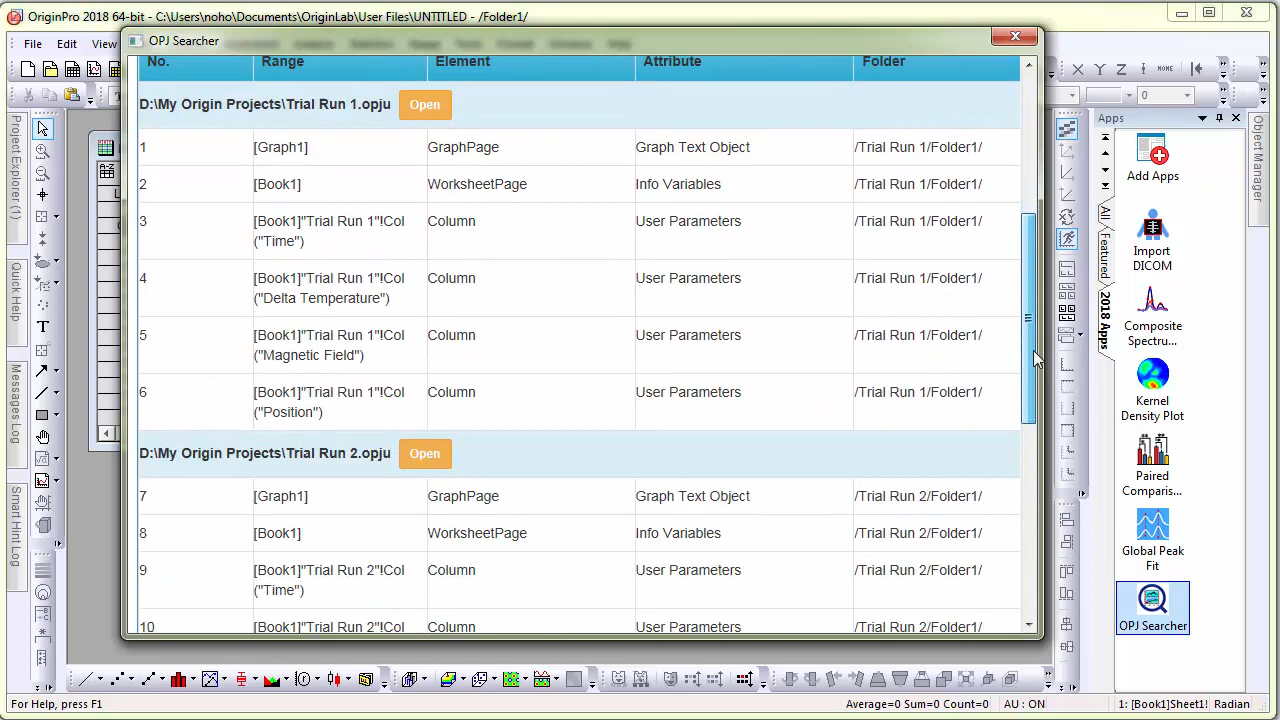 OriginPro 2018 64-bit - C:\Users\noho\Documents\OriginLab\User Files\UNTITLED - /Folder1/
File Edit View
OPJ Searcher
No. Range Element Attribute Folder
D:\My Origin Projects\Trial Run 1.opju Open
1 [Graph1] GraphPage Graph Text Object /Trial Run 1/Folder1/
2 [Book1] WorksheetPage Info Variables /Trial Run 1/Folder1/
3 [Book1]"Trial Run 1"!Col Column User Parameters /Trial Run 1/Folder1/
("Time")
4 [Book1]"Trial Run 1"!Col Column User Parameters /Trial Run 1/Folder1/
("Delta Temperature")
5 [Book1]"Trial Run 1"!Col Column User Parameters /Trial Run 1/Folder1/
("Magnetic Field")
6 [Book1]"Trial Run 1"!Col Column User Parameters /Trial Run 1/Folder1/
("Position")
D:\My Origin Projects\Trial Run 2.opju Open
7 [Graph1] GraphPage Graph Text Object /Trial Run 2/Folder1/
8 [Book1] WorksheetPage Info Variables /Trial Run 2/Folder1/
9 [Book1]"Trial Run 2"!Col Column User Parameters /Trial Run 2/Folder1/
("Time")
10 [Book1]"Trial Run 2"!Col Column User Parameters /Trial Run 2/Folder1/
Project Explorer (1)
Quick Help
Messages Log
Smart Hint Log
X Y Z NONE
0
Apps
All
Featured
2018 Apps
Add Apps
Import
DICOM
Composite
Spectru...
Kernel
Density Plot
Paired
Comparis...
Global Peak
Fit
OPJ Searcher
Object Manager
For Help, press F1 Average=0 Sum=0 Count=0 AU : ON 1: [Book1]Sheet1! Radian